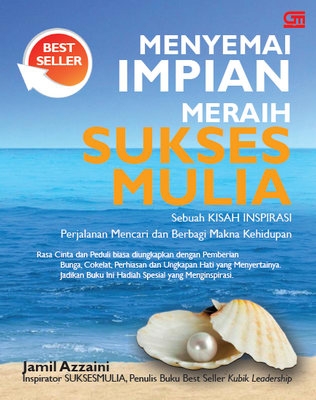 BEST
SELLER
GM
MENYEMAI
IMPIAN
MERAIH
SUKSES
MULIA
Sebuah KISAH INSPIRASI
Perjalanan Mencari dan Berbagi Makna Kehidupan
Rasa Cinta dan Peduli biasa diungkapkan dengan Pemberian
Bunga, Cokelat, Perhiasan dan Ungkapan Hati yang Menyertainya.
Jadikan Buku Ini Hadiah Spesial yang Menginspirasi.
Jamil Azzaini
Inspirator SUKSESMULIA, Penulis Buku Best Seller Kubik Leadership